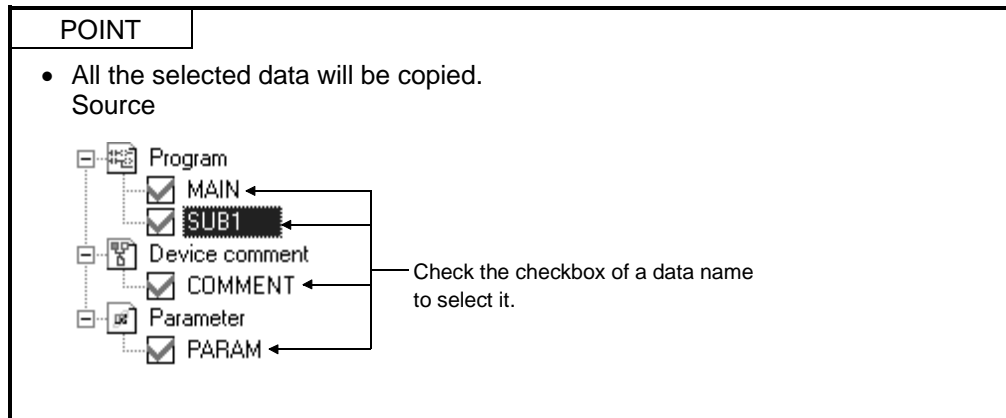 POINT
• All the selected data will be copied.
Source
Program
MAIN
SUB1
Device comment
COMMENT
Check the checkbox of a data name
to select it.
Parameter
PARAM